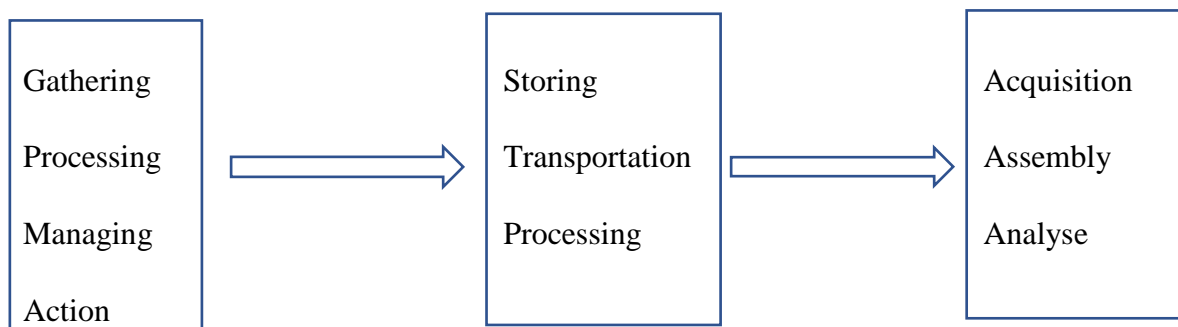 Gathering
Processing
Managing
Action
Storing
Transportation
Processing
Acquisition
Assembly
Analyse